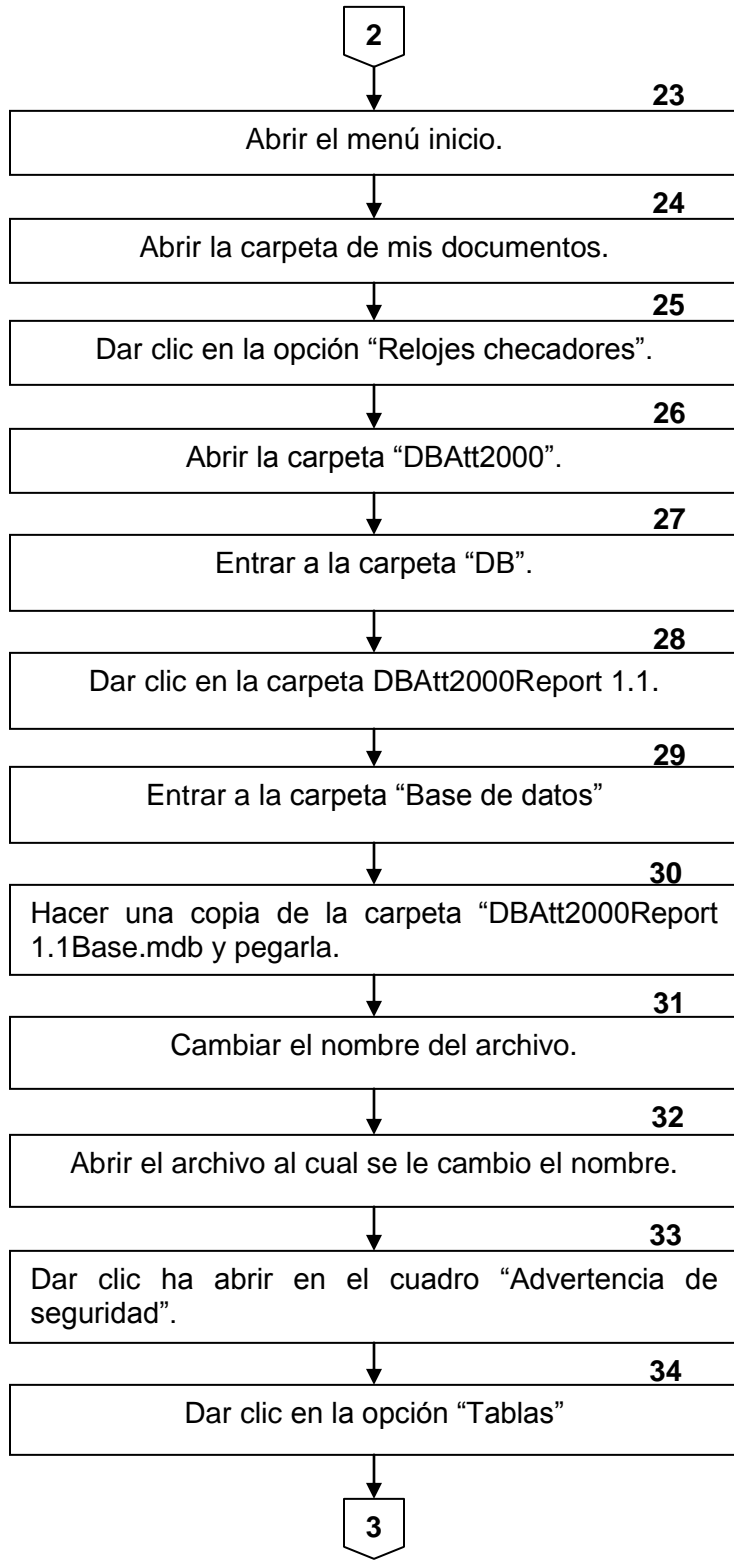 2
23
Abrir el menú inicio.
24
Abrir la carpeta de mis documentos.
25
Dar clic en la opción “Relojes checadores”.
26
Abrir la carpeta “DBAtt2000”.
27
Entrar a la carpeta “DB”.
28
Dar clic en la carpeta DBAtt2000Report 1.1.
29
Entrar a la carpeta “Base de datos”
30
Hacer una copia de la carpeta “DBAtt2000Report
1.1Base.mdb y pegarla.
31
Cambiar el nombre del archivo.
32
Abrir el archivo al cual se le cambio el nombre.
33
Dar clic ha abrir en el cuadro “Advertencia de
seguridad”.
34
Dar clic en la opción “Tablas”
3